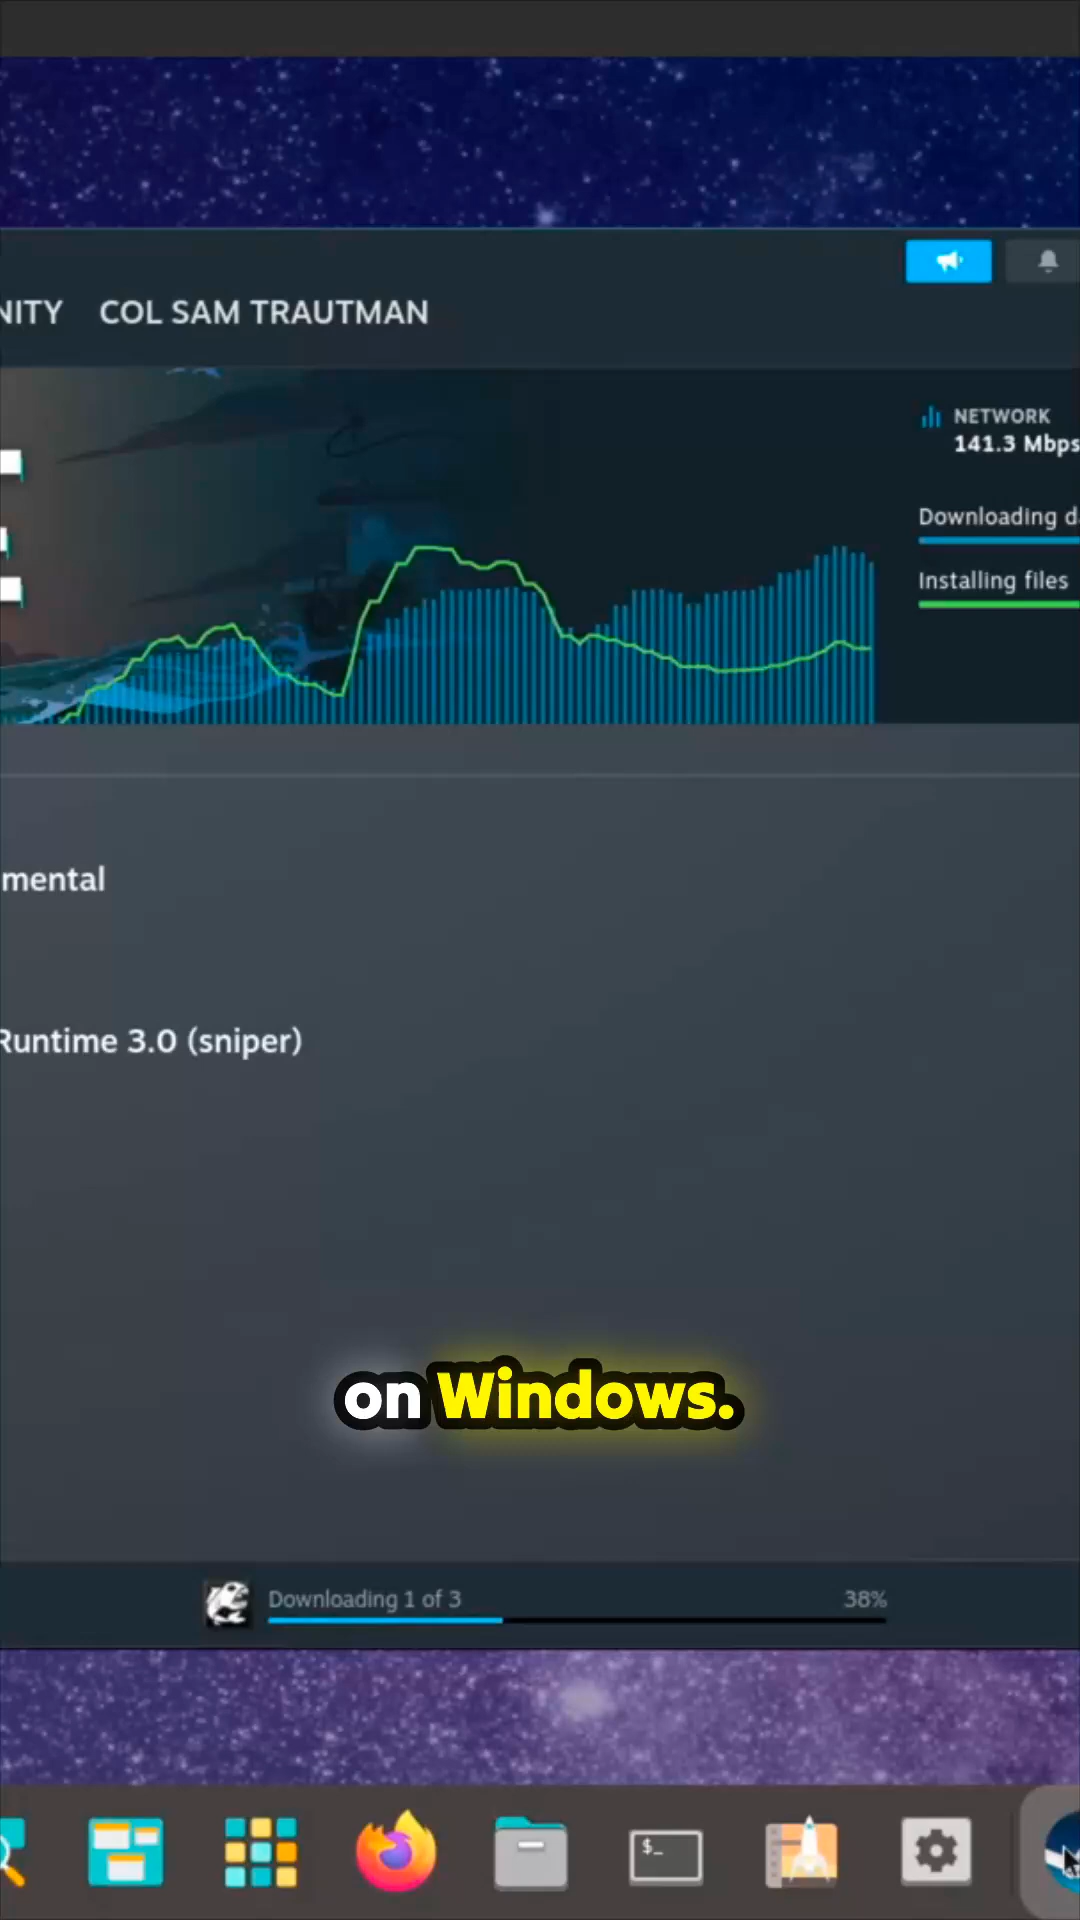 NITY COL SAM TRAUTMAN
NETWORK
141.3 Mbps
Downloading d
Installing files
mental
Runtime 3.0 (sniper)
on Windows.
Downloading 1 of 3 38%
$_